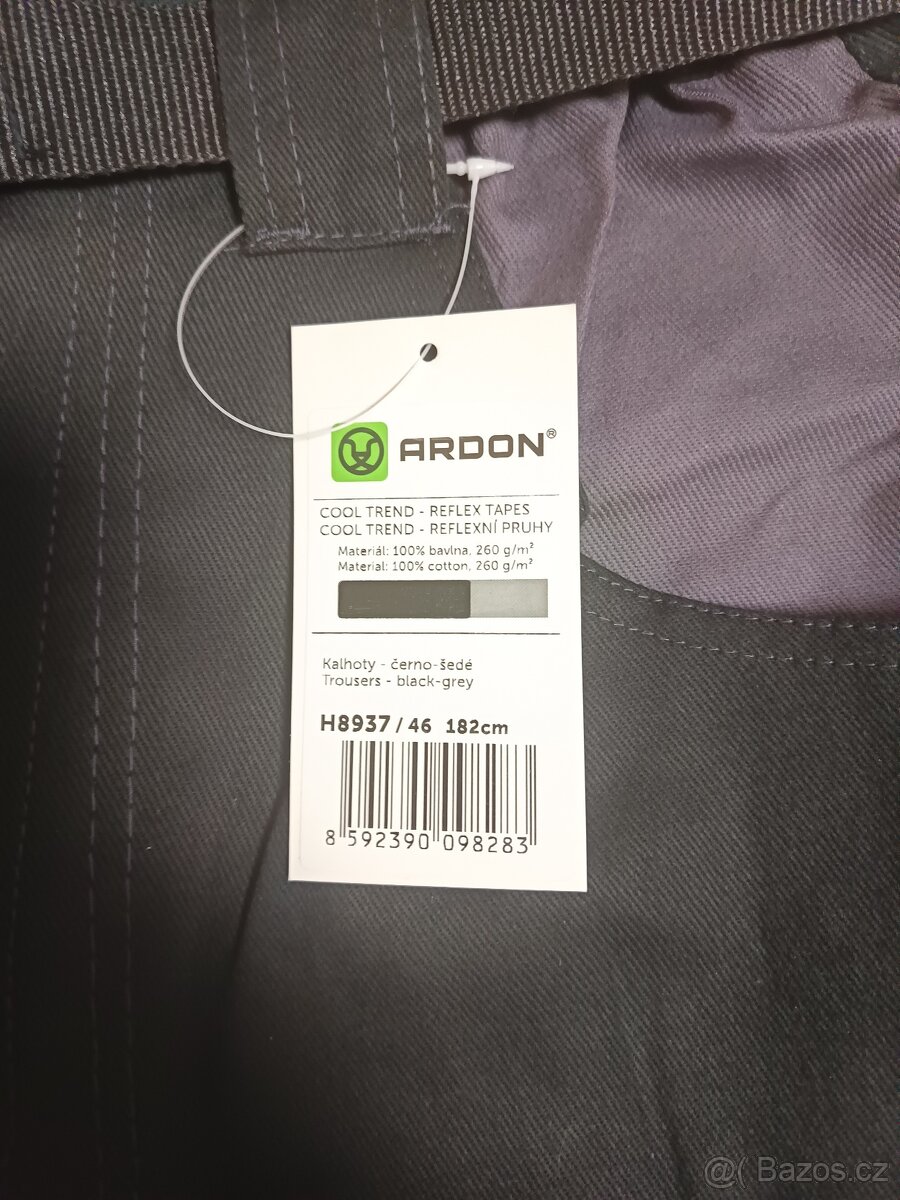 ARDON®
COOL TREND - REFLEX TAPES
COOL TREND - REFLEXNÍ PRUHY
Materiál: 100% bavlna, 260 g/m²
Material: 100% cotton, 260 g/m²
Kalhoty - černo-šedé
Trousers - black-grey
H8937 / 46 182cm
8 592390 098283
@( Bazos.cz